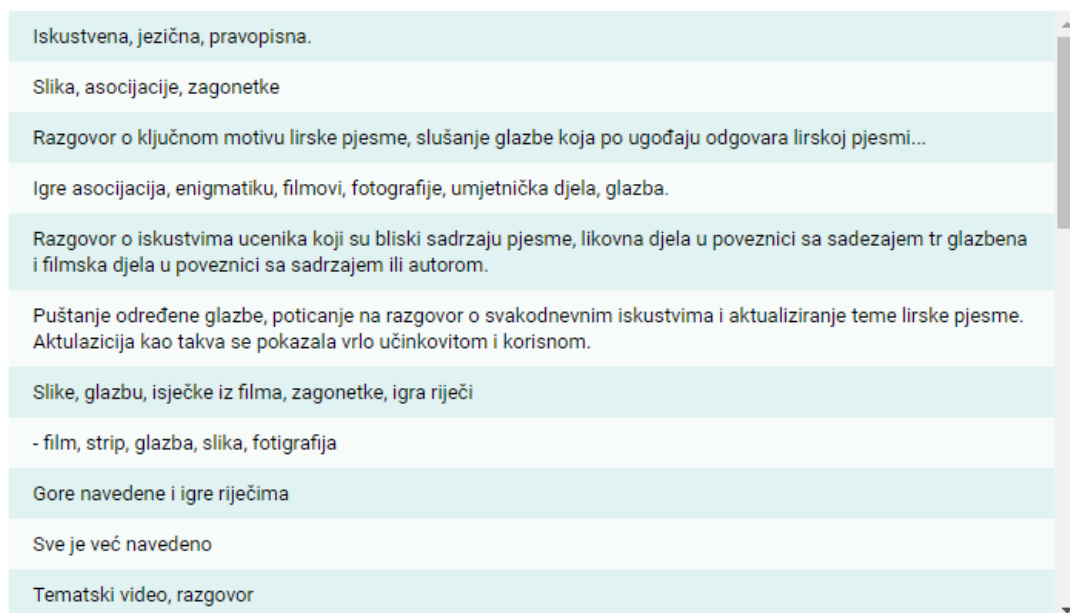 Iskustvena, jezična, pravopisna.
Slika, asocijacije, zagonetke
Razgovor o ključnom motivu lirske pjesme, slušanje glazbe koja po ugođaju odgovara lirskoj pjesmi...
Igre asocijacija, enigmatiku, filmovi, fotografije, umjetnička djela, glazba.
Razgovor o iskustvima ucenika koji su bliski sadrzaju pjesme, likovna djela u poveznici sa sadezajem tr glazbena
i filmska djela u poveznici sa sadrzajem ili autorom.
Puštanje određene glazbe, poticanje na razgovor o svakodnevnim iskustvima i aktualiziranje teme lirske pjesme.
Aktulazicija kao takva se pokazala vrlo učinkovitom i korisnom.
Slike, glazbu, isječke iz filma, zagonetke, igra riječi
- film, strip, glazba, slika, fotigrafija
Gore navedene i igre riječima
Sve je već navedeno
Tematski video, razgovor